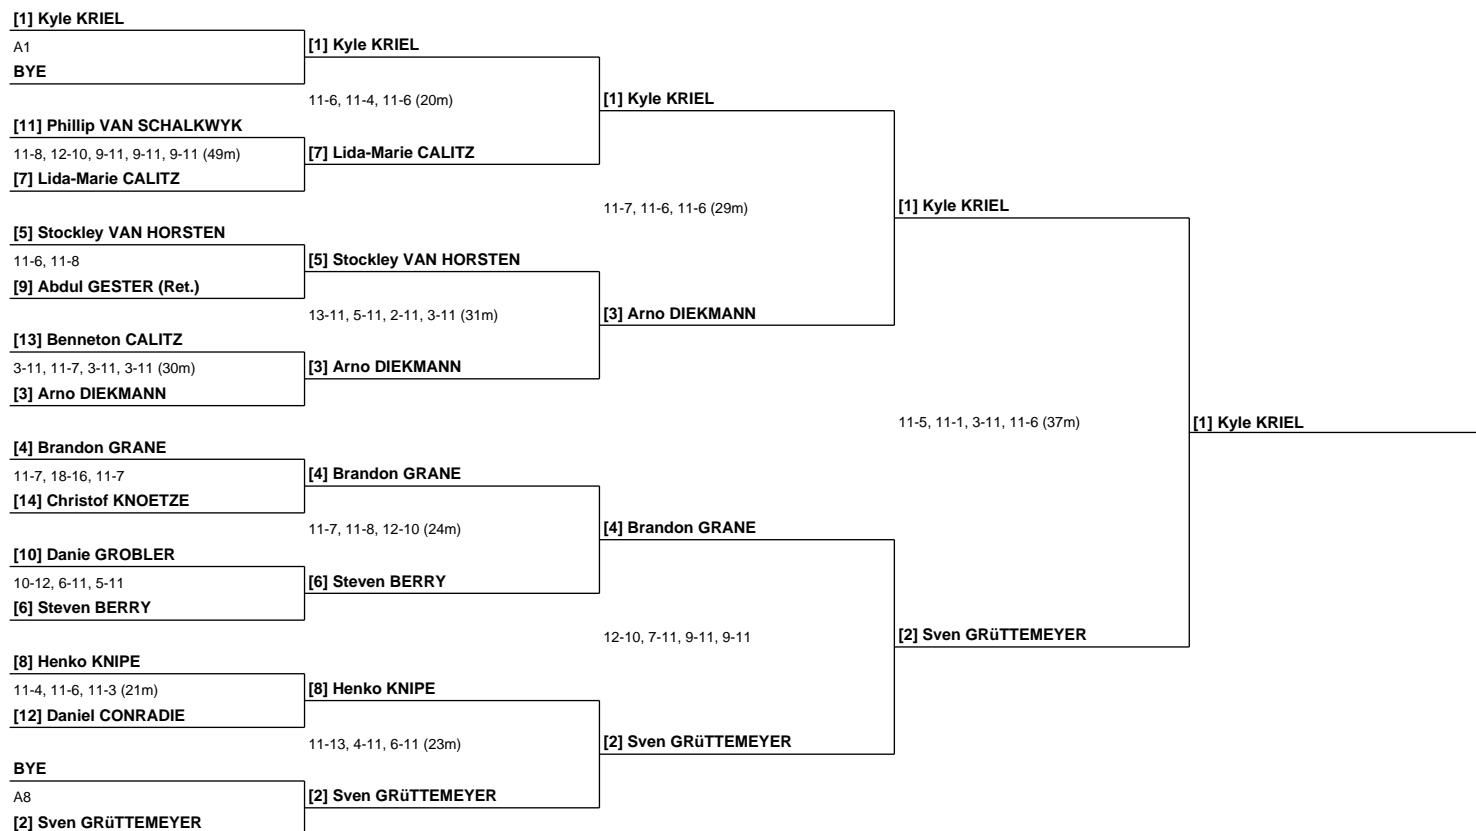 [1] Kyle KRIEL
A1
BYE
[11] Phillip VAN SCHALKWYK
11-8, 12-10, 9-11, 9-11, 9-11 (49m)
[7] Lida-Marie CALITZ
[5] Stockley VAN HORSTEN
11-6, 11-8
[9] Abdul GESTER (Ret.)
[13] Benneton CALITZ
3-11, 11-7, 3-11, 3-11 (30m)
[3] Arno DIEKMANN
[4] Brandon GRANE
11-7, 18-16, 11-7
[14] Christof KNOETZE
[10] Danie GROBLER
10-12, 6-11, 5-11
[6] Steven BERRY
[8] Henko KNIPE
11-4, 11-6, 11-3 (21m)
[12] Daniel CONRADIE
BYE
A8
[2] Sven GRüTTEMEYER
[1] Kyle KRIEL
11-6, 11-4, 11-6 (20m)
[7] Lida-Marie CALITZ
[5] Stockley VAN HORSTEN
13-11, 5-11, 2-11, 3-11 (31m)
[3] Arno DIEKMANN
[4] Brandon GRANE
11-7, 11-8, 12-10 (24m)
[6] Steven BERRY
[8] Henko KNIPE
11-13, 4-11, 6-11 (23m)
[2] Sven GRüTTEMEYER
[1] Kyle KRIEL
11-7, 11-6, 11-6 (29m)
[3] Arno DIEKMANN
[4] Brandon GRANE
12-10, 7-11, 9-11, 9-11
[2] Sven GRüTTEMEYER
[1] Kyle KRIEL
11-5, 11-1, 3-11, 11-6 (37m)
[2] Sven GRüTTEMEYER
[1] Kyle KRIEL